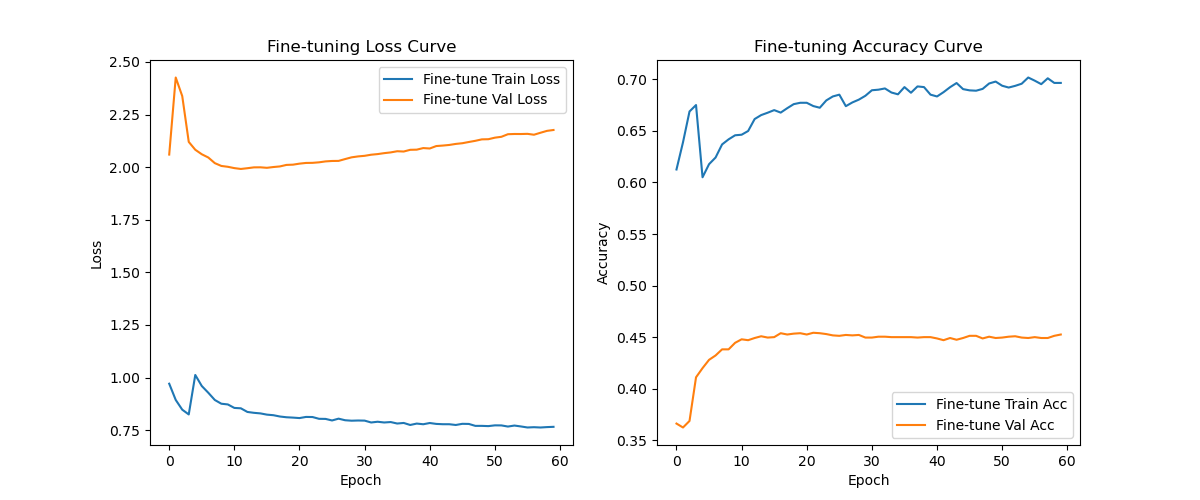 Fine-tuning Loss Curve
2.50
2.25
2.00
1.75
1.50
1.25
1.00
0.75
Loss
Fine-tune Train Loss
Fine-tune Val Loss
0 10 20 30 40 50 60
Epoch
Fine-tuning Accuracy Curve
0.70
0.65
0.60
0.55
0.50
0.45
0.40
0.35
Accuracy
Fine-tune Train Acc
Fine-tune Val Acc
0 10 20 30 40 50 60
Epoch